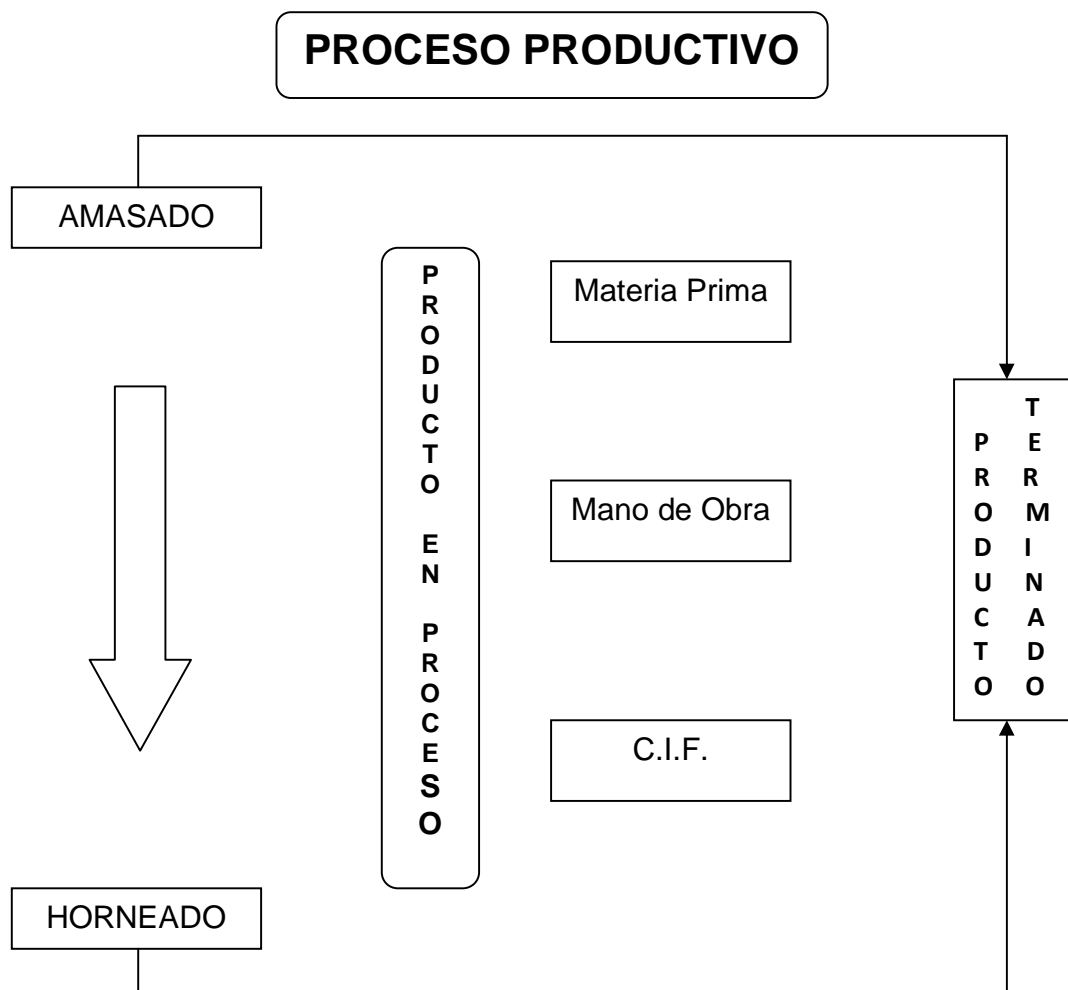 PROCESO PRODUCTIVO
AMASADO
PRODUCTO EN PROCESO
Materia Prima
Mano de Obra
C.I.F.
PRODUCTO
TERMINADO
HORNEADO